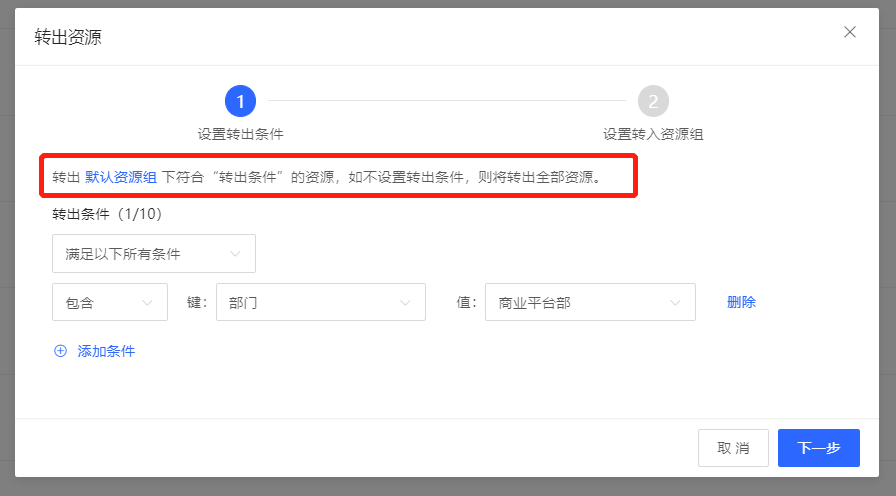 转出资源
1
2
设置转出条件
设置转入资源组
转出 默认资源组 下符合“转出条件”的资源，如不设置转出条件，则将转出全部资源。
转出条件（1/10）
满足以下所有条件
包含 键： 部门 值： 商业平台部 删除
添加条件
取 消 下一步